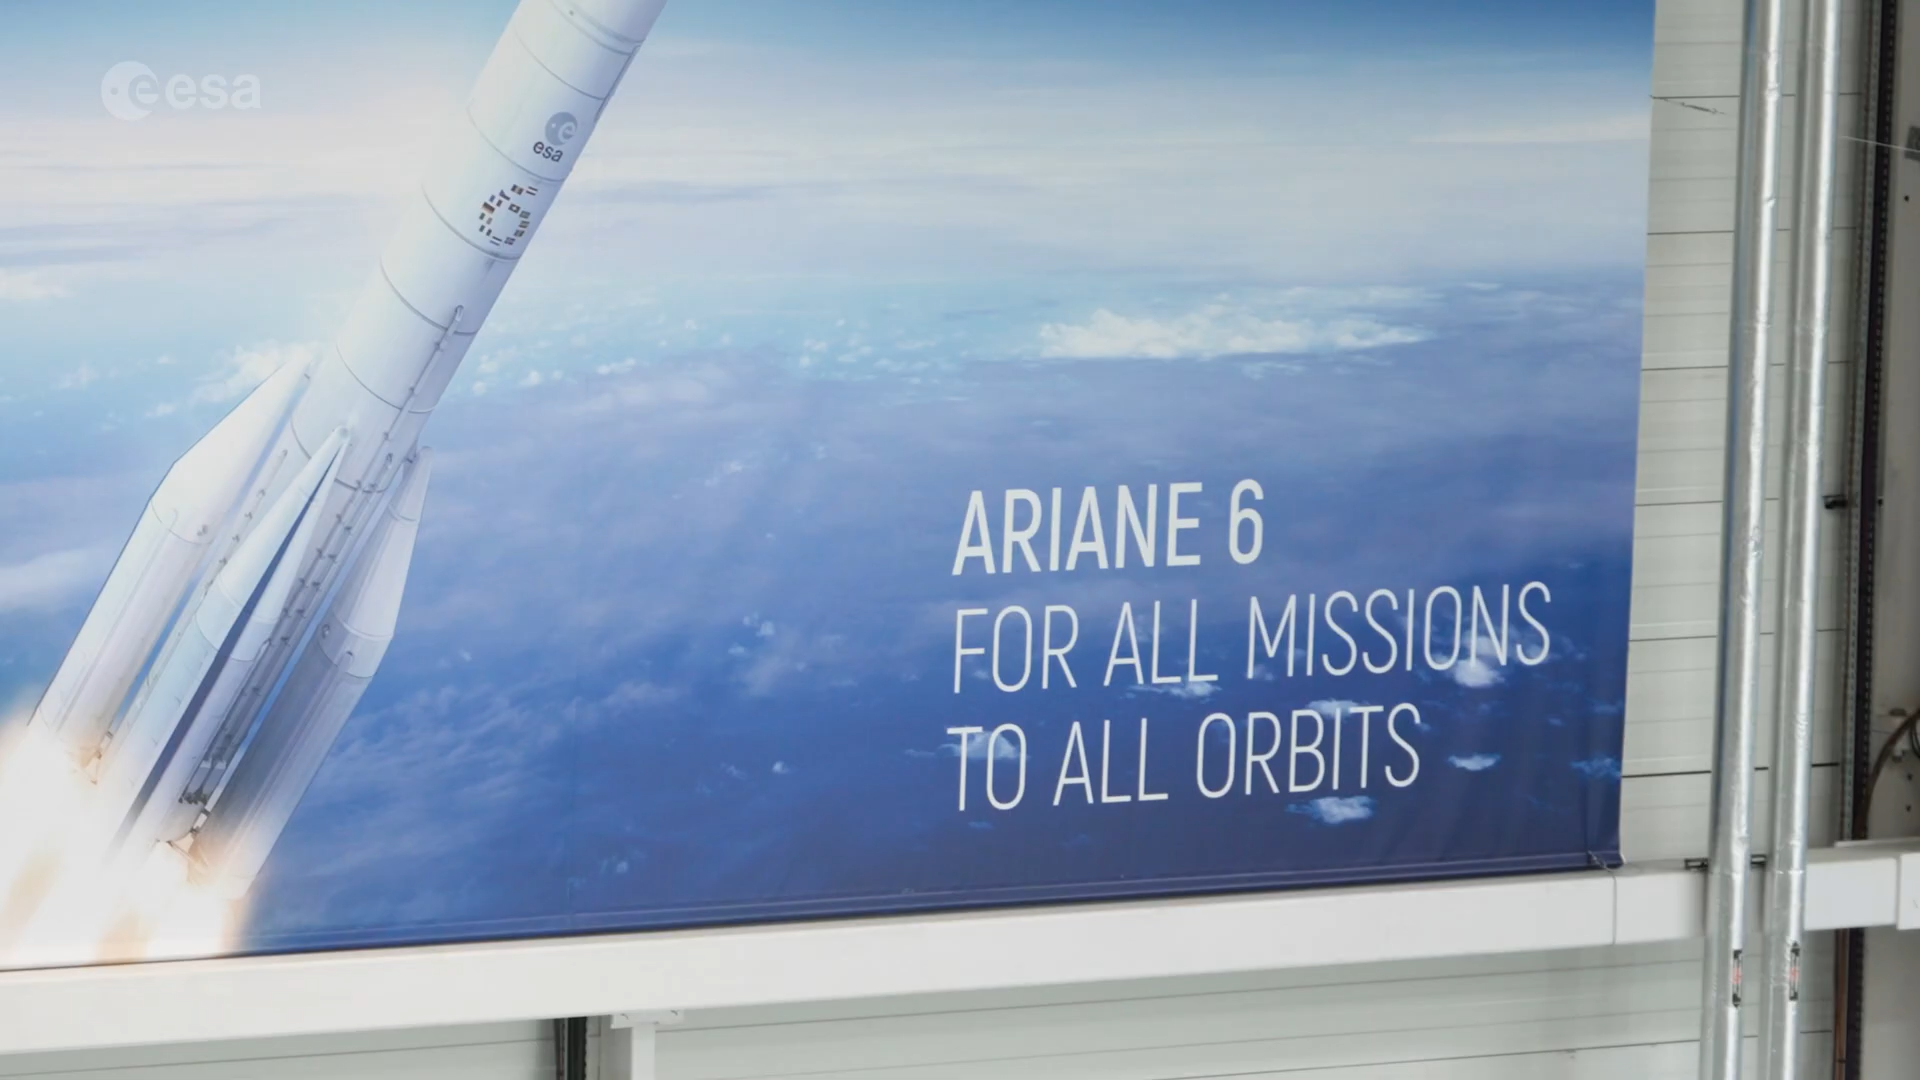 esa
esa
ARIANE 6
FOR ALL MISSIONS
TO ALL ORBITS